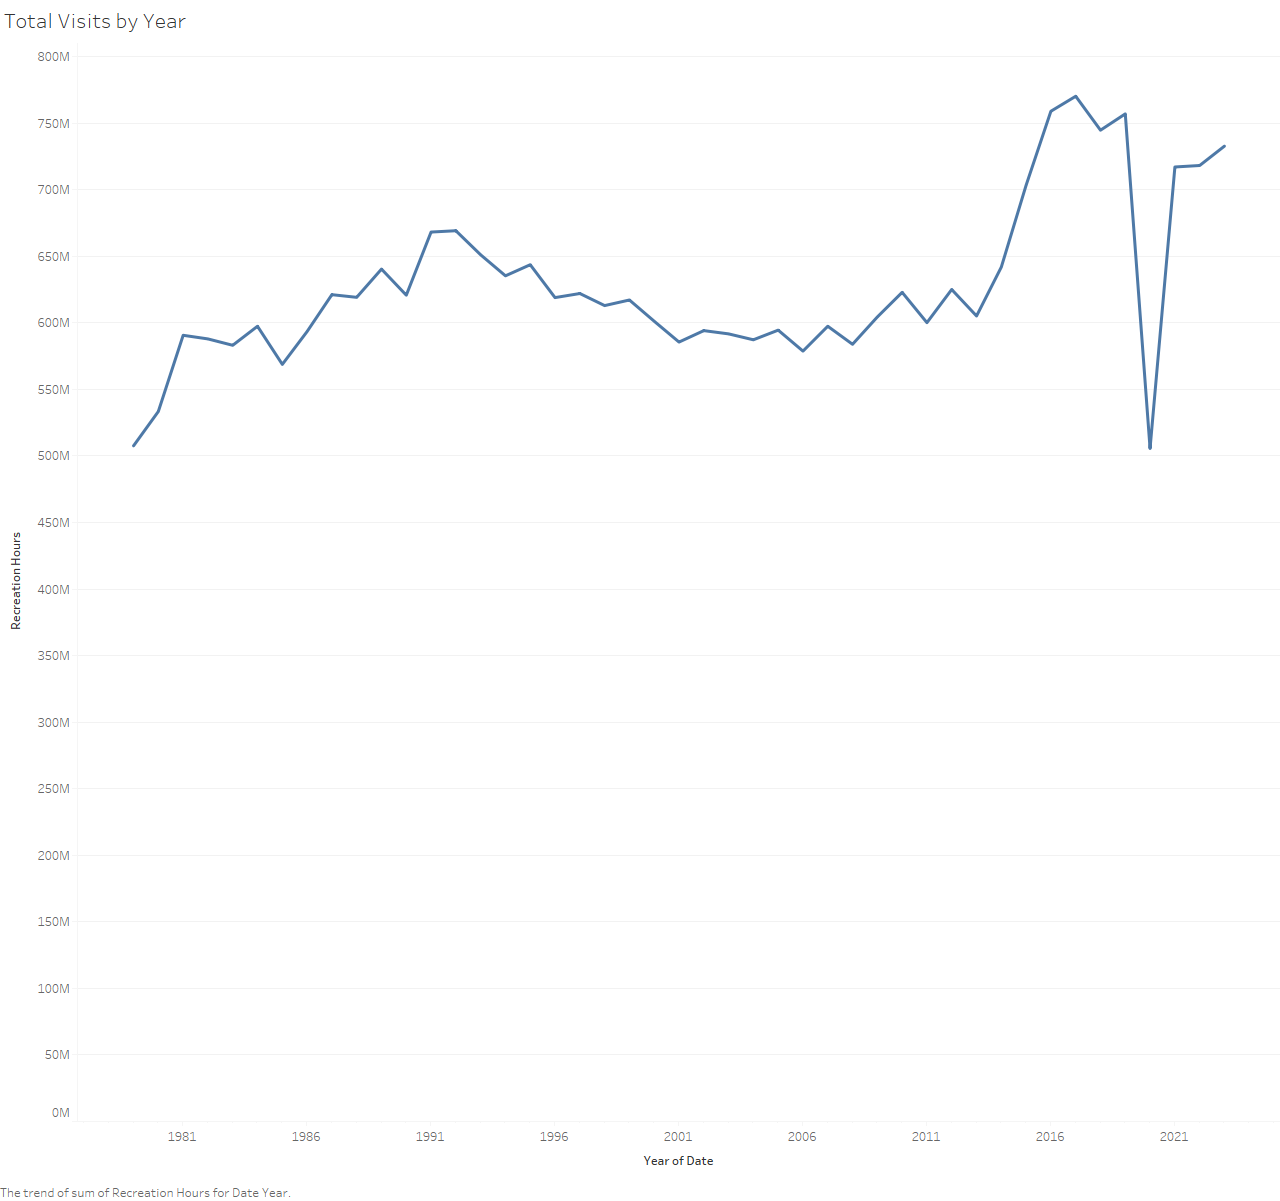 Total Visits by Year
800M
750M
700M
650M
600M
550M
500M
450M
400M
350M
300M
250M
200M
150M
100M
50M
0M
Recreation Hours
1981 1986 1991 1996 2001 2006 2011 2016 2021
Year of Date
The trend of sum of Recreation Hours for Date Year.